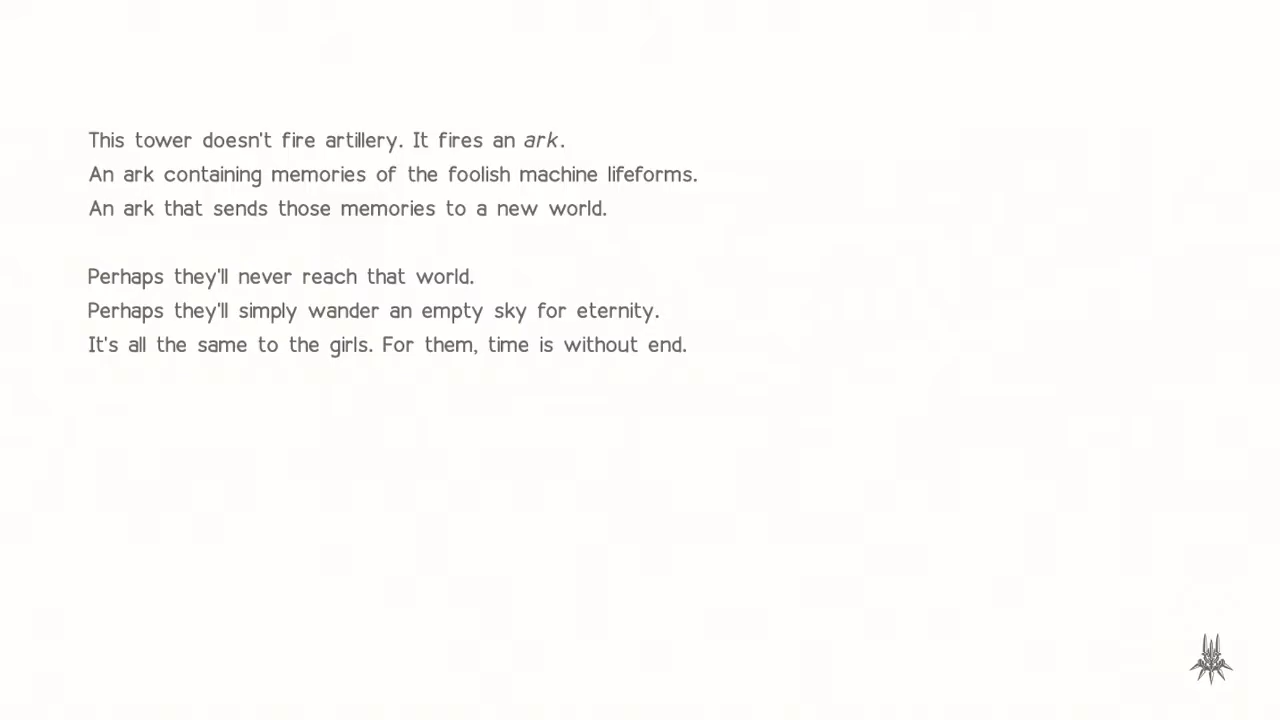 This tower doesn't fire artillery. It fires an ark.
An ark containing memories of the foolish machine lifeforms.
An ark that sends those memories to a new world.
Perhaps they'll never reach that world.
Perhaps they'll simply wander an empty sky for eternity.
It's all the same to the girls. For them, time is without end.